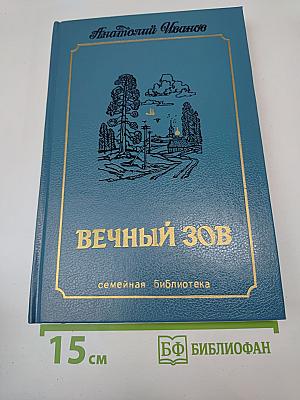 Анатолий Иванов
ВЕЧНЫЙ ЗОВ
семейная библиотека
15 см
БФ БИБЛИОФАН